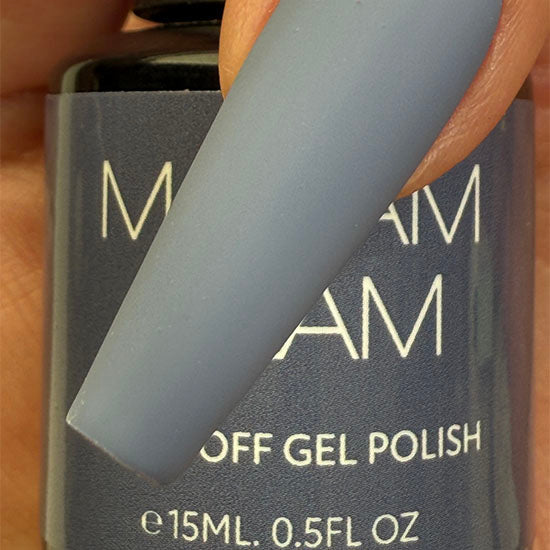 M AM
AM
OFF GEL POLISH
℮15ML. 0.5FL OZ